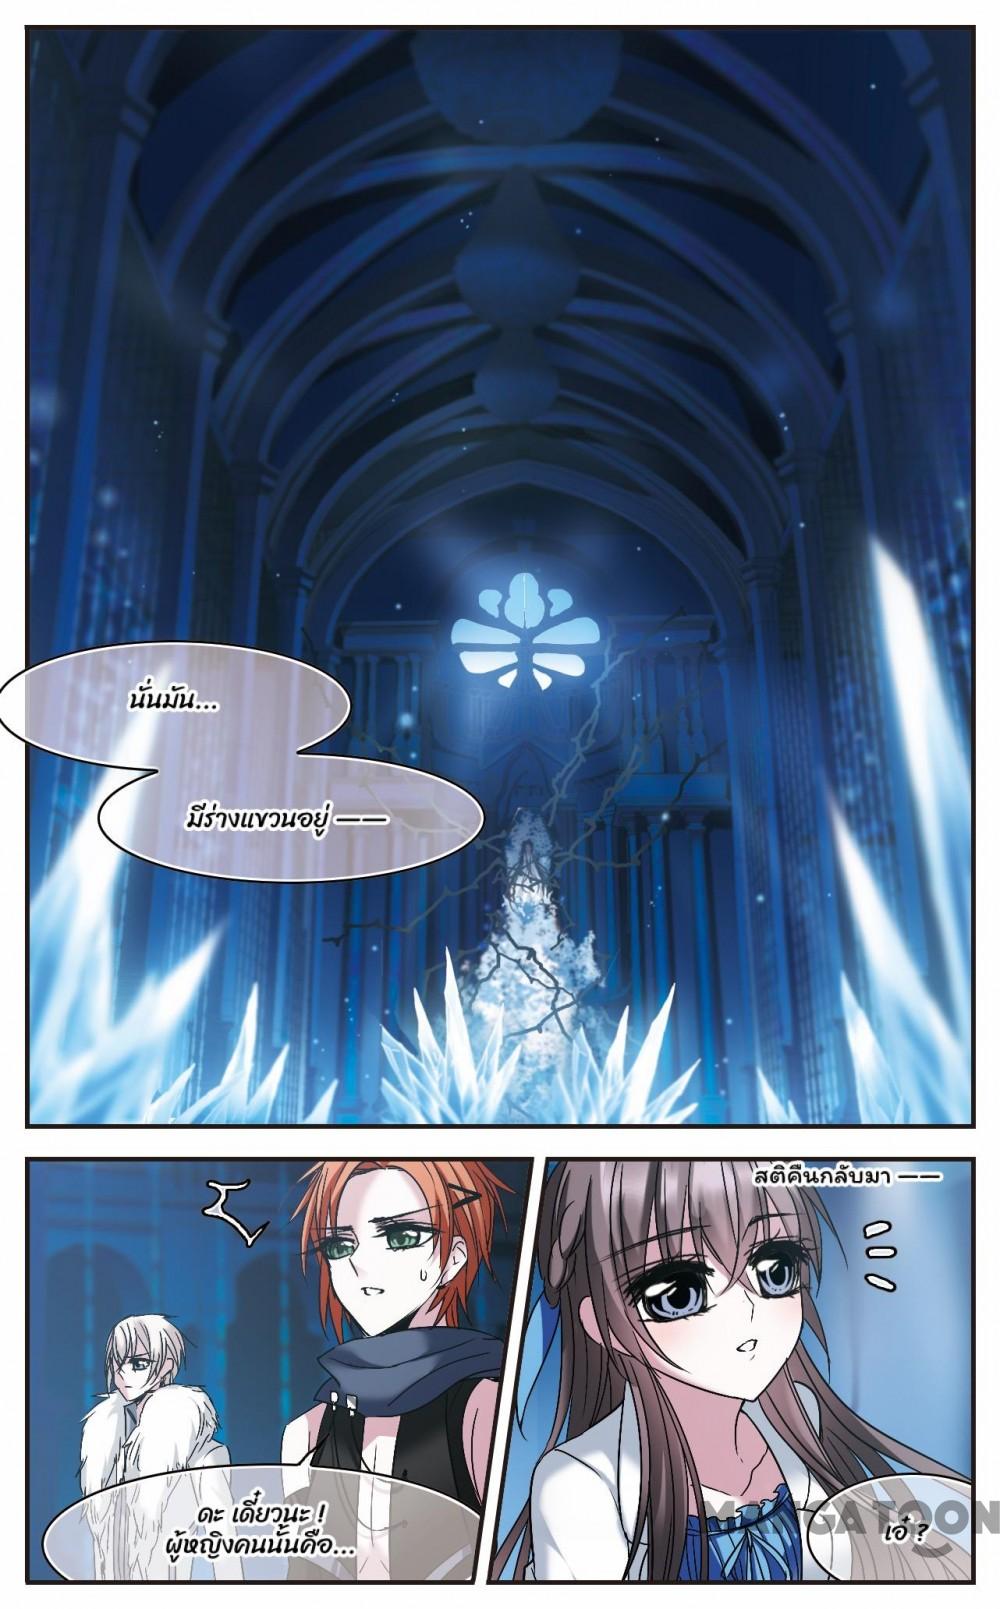 นั่นมัน...
มีร่างแขวนอยู่ ——
สติคืนกลับมา ——
ดะ เดี๋ยวนะ !
ผู้หญิงคนนั้นคือ...
เอ๋ ?
MANGATOON